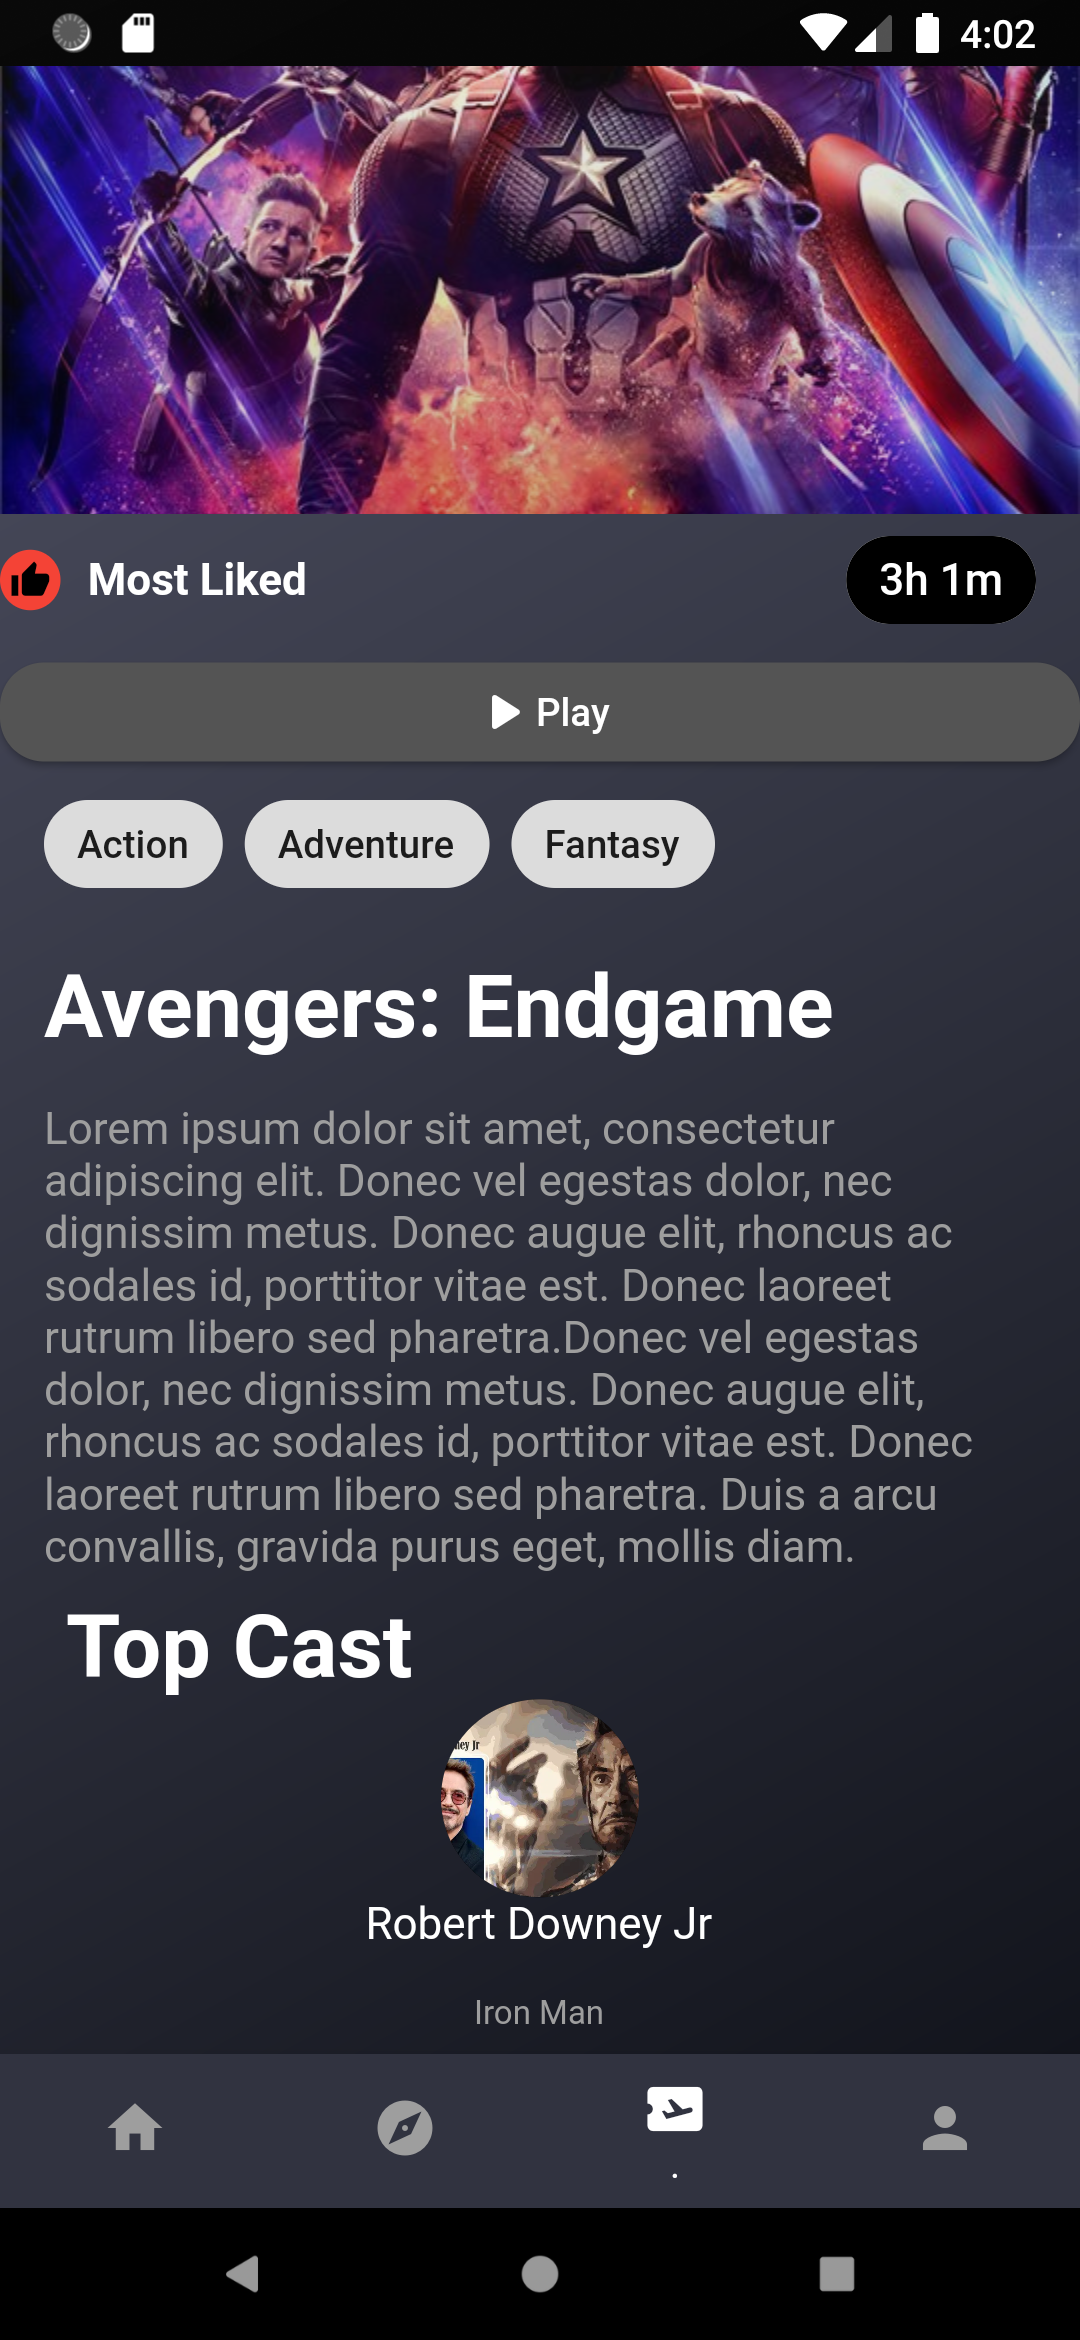 4:02
Most Liked
3h 1m
Play
Action
Adventure
Fantasy
Avengers: Endgame
Lorem ipsum dolor sit amet, consectetur
adipiscing elit. Donec vel egestas dolor, nec
dignissim metus. Donec augue elit, rhoncus ac
sodales id, porttitor vitae est. Donec laoreet
rutrum libero sed pharetra.Donec vel egestas
dolor, nec dignissim metus. Donec augue elit,
rhoncus ac sodales id, porttitor vitae est. Donec
laoreet rutrum libero sed pharetra. Duis a arcu
convallis, gravida purus eget, mollis diam.
Top Cast
ney Jr
Robert Downey Jr
Iron Man
.